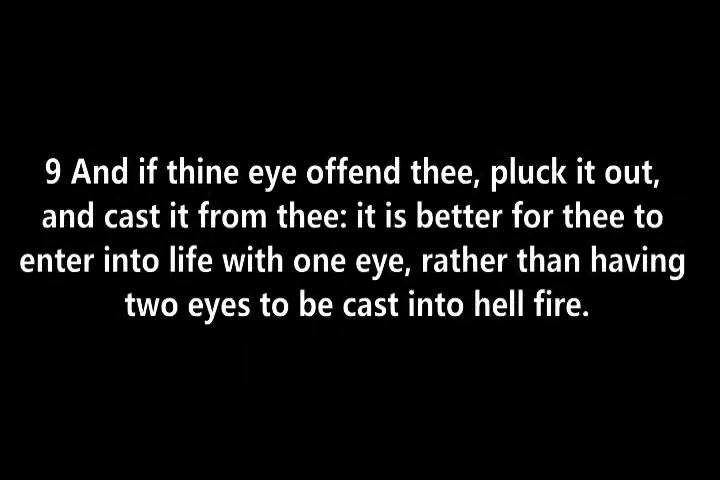 9 And if thine eye offend thee, pluck it out,
and cast it from thee: it is better for thee to
enter into life with one eye, rather than having
two eyes to be cast into hell fire.